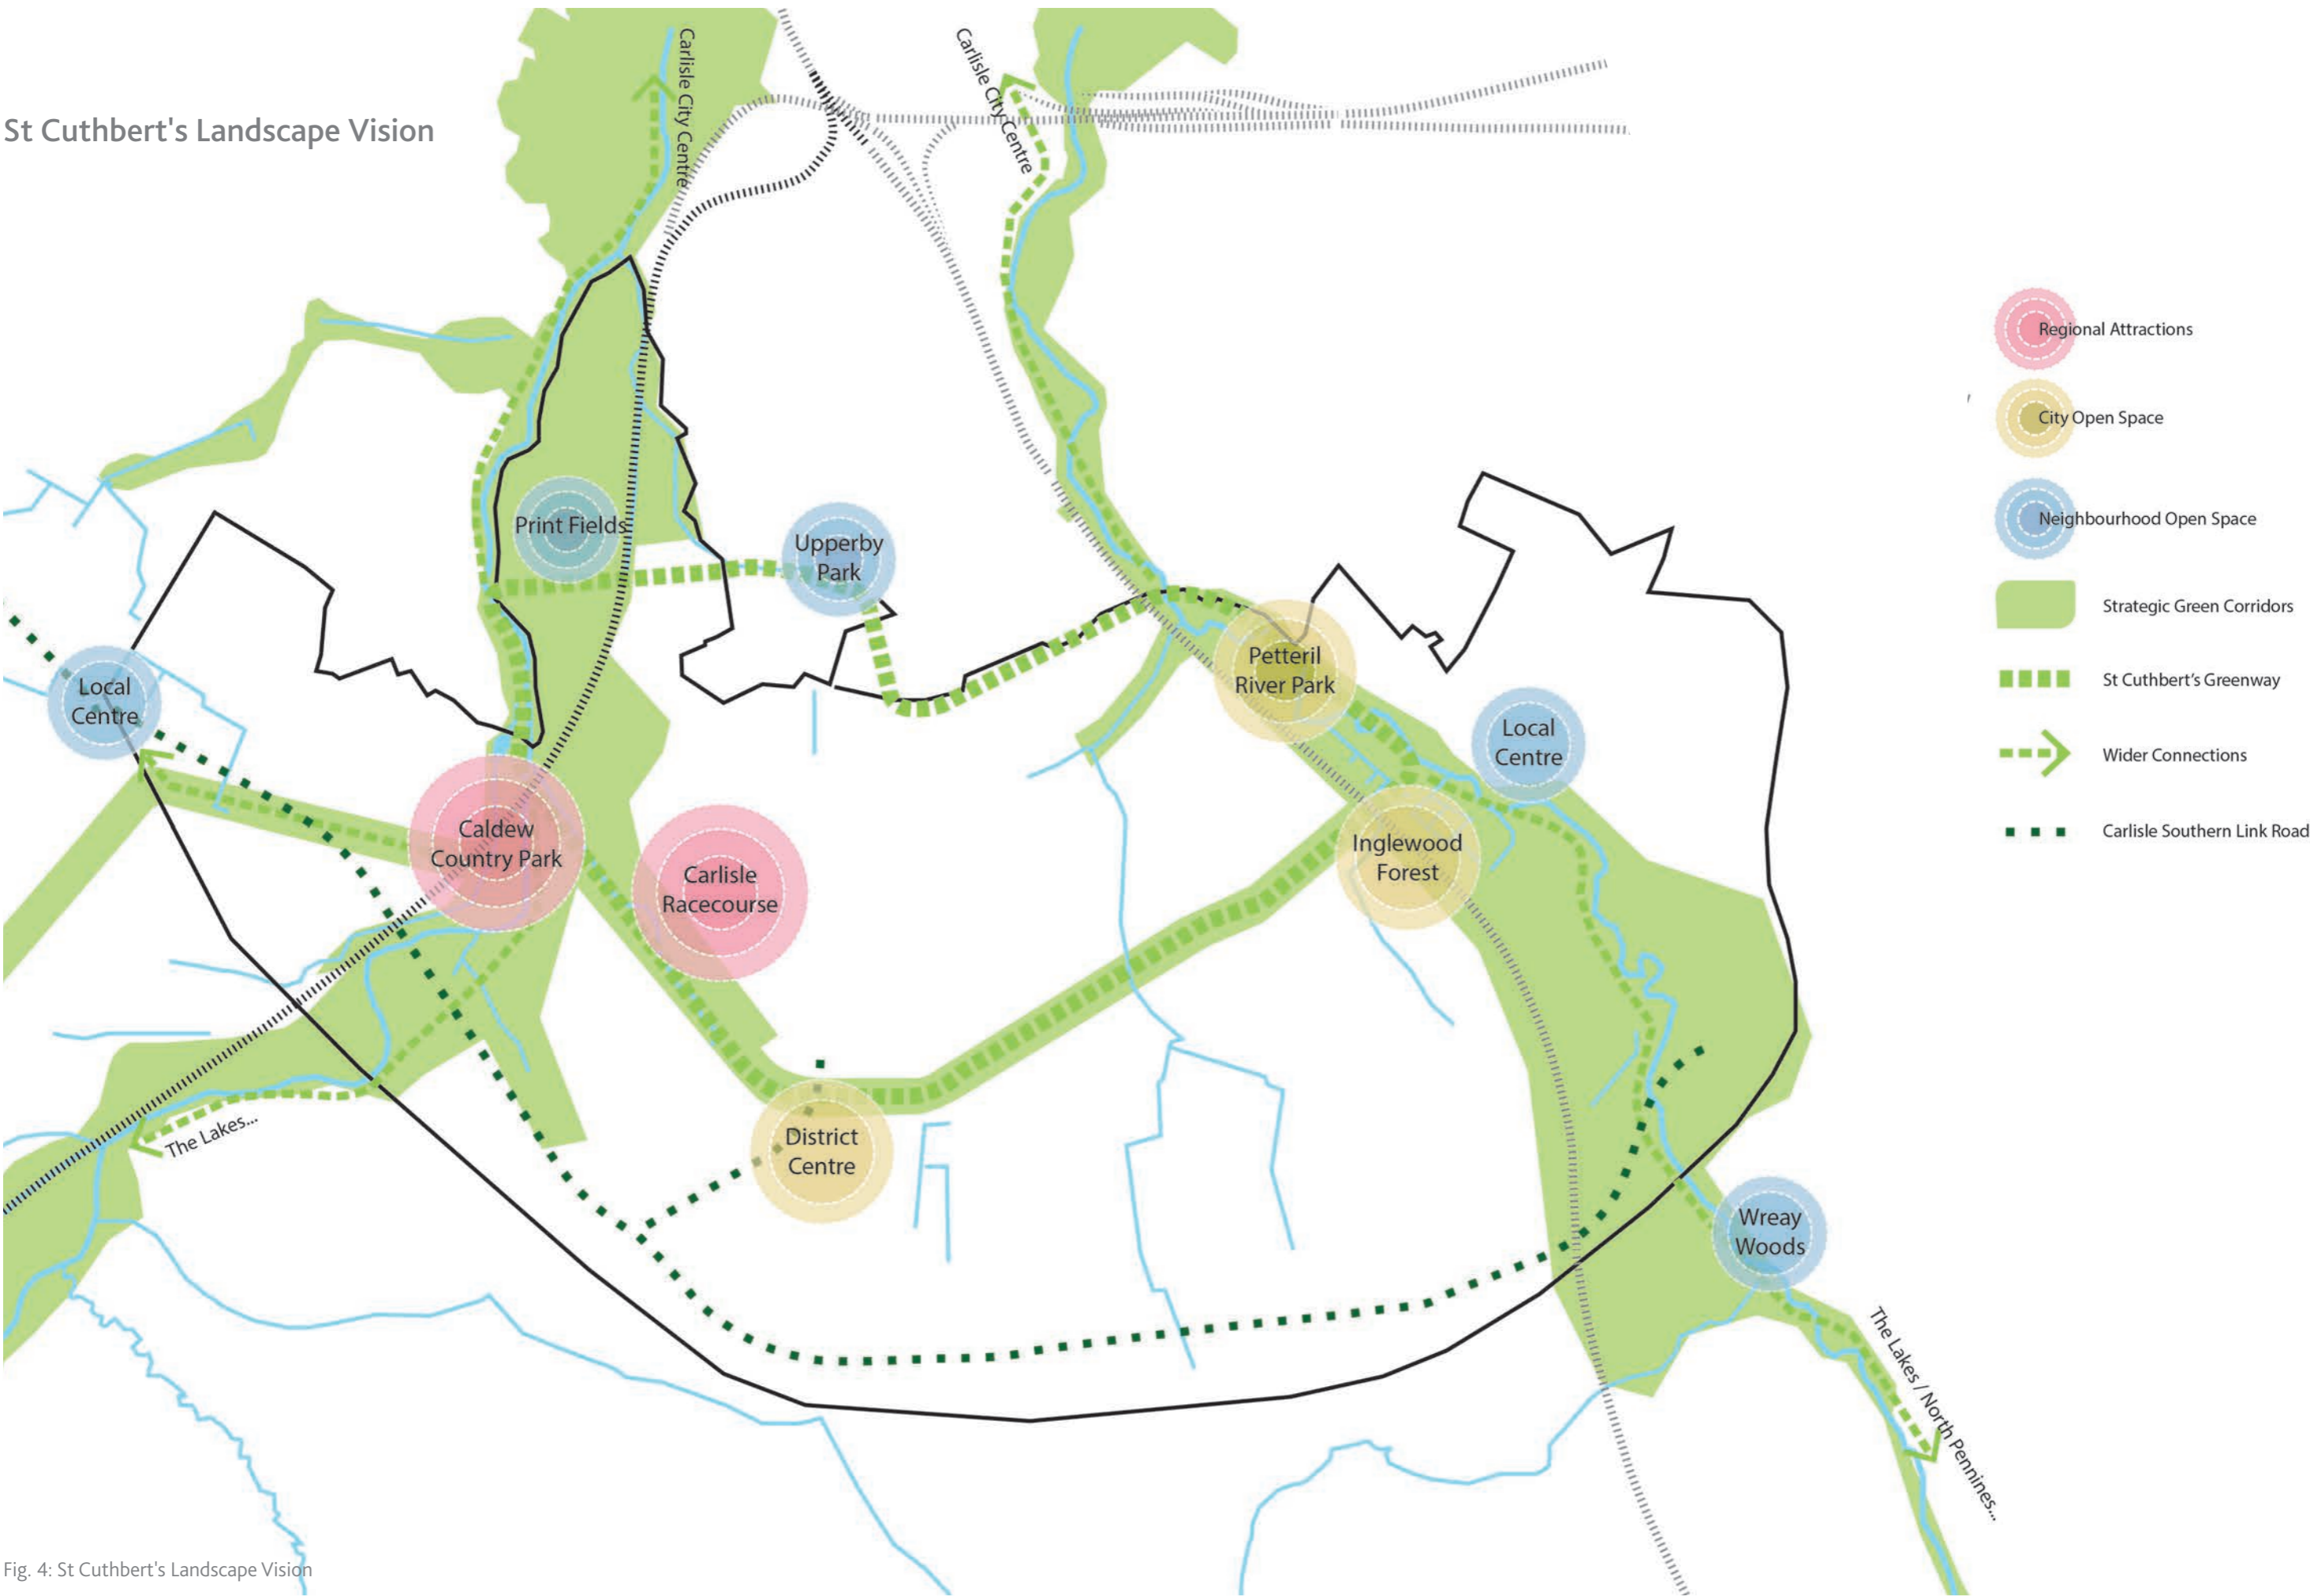 St Cuthbert's Landscape Vision
Carlisle City Centre
Carlisle City Centre
Print Fields
Upperby
Park
Local
Centre
Petteril
River Park
Local
Centre
Caldew
Country Park
Carlisle
Racecourse
Inglewood
Forest
District
Centre
The Lakes...
Wreay
Woods
The Lakes / North Pennines...
Regional Attractions
City Open Space
Neighbourhood Open Space
Strategic Green Corridors
St Cuthbert's Greenway
Wider Connections
Carlisle Southern Link Road
Fig. 4: St Cuthbert's Landscape Vision